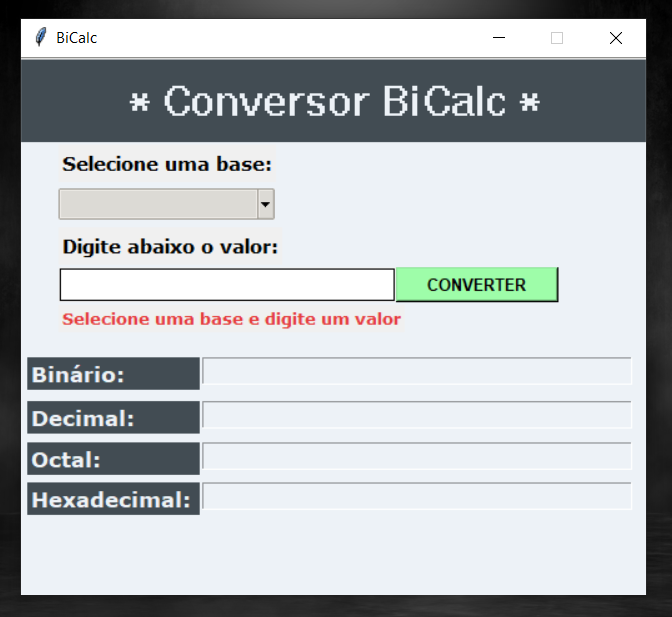 BiCalc
* Conversor BiCalc *
Selecione uma base:
Digite abaixo o valor:
CONVERTER
Selecione uma base e digite um valor
Binário:
Decimal:
Octal:
Hexadecimal: